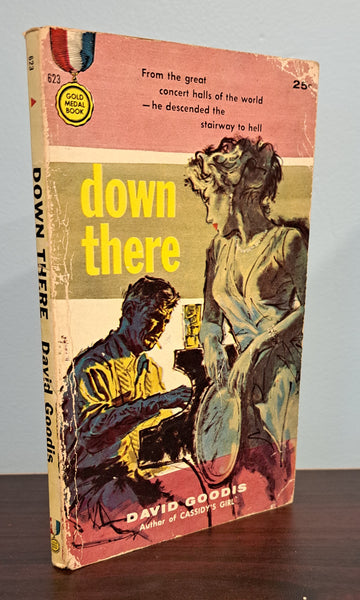 623
DOWN THERE David Goodis
623
GOLD
MEDAL
BOOK
25¢
From the great
concert halls of the world
—he descended the
stairway to hell
down
there
DAVID GOODIS
Author of CASSIDY'S GIRL